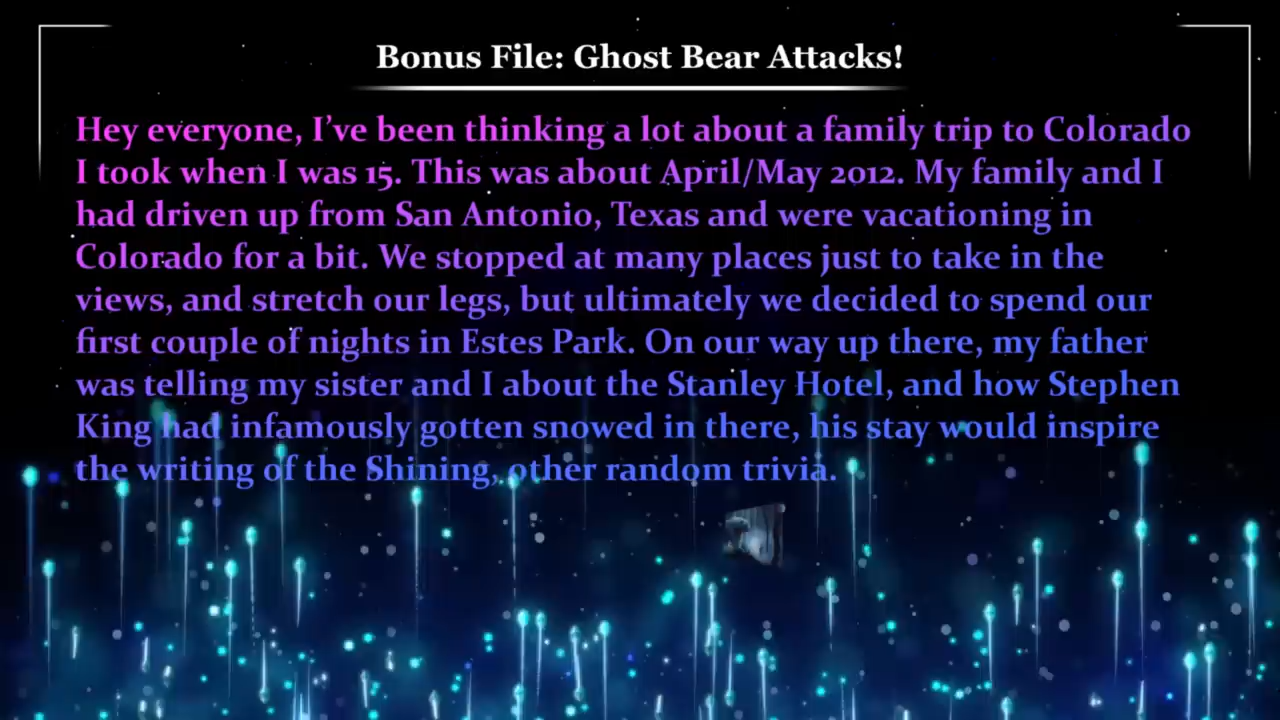 Bonus File: Ghost Bear Attacks!
Hey everyone, I’ve been thinking a lot about a family trip to Colorado
I took when I was 15. This was about April/May 2012. My family and I
had driven up from San Antonio, Texas and were vacationing in
Colorado for a bit. We stopped at many places just to take in the
views, and stretch our legs, but ultimately we decided to spend our
first couple of nights in Estes Park. On our way up there, my father
was telling my sister and I about the Stanley Hotel, and how Stephen
King had infamously gotten snowed in there, his stay would inspire
the writing of the Shining, other random trivia.